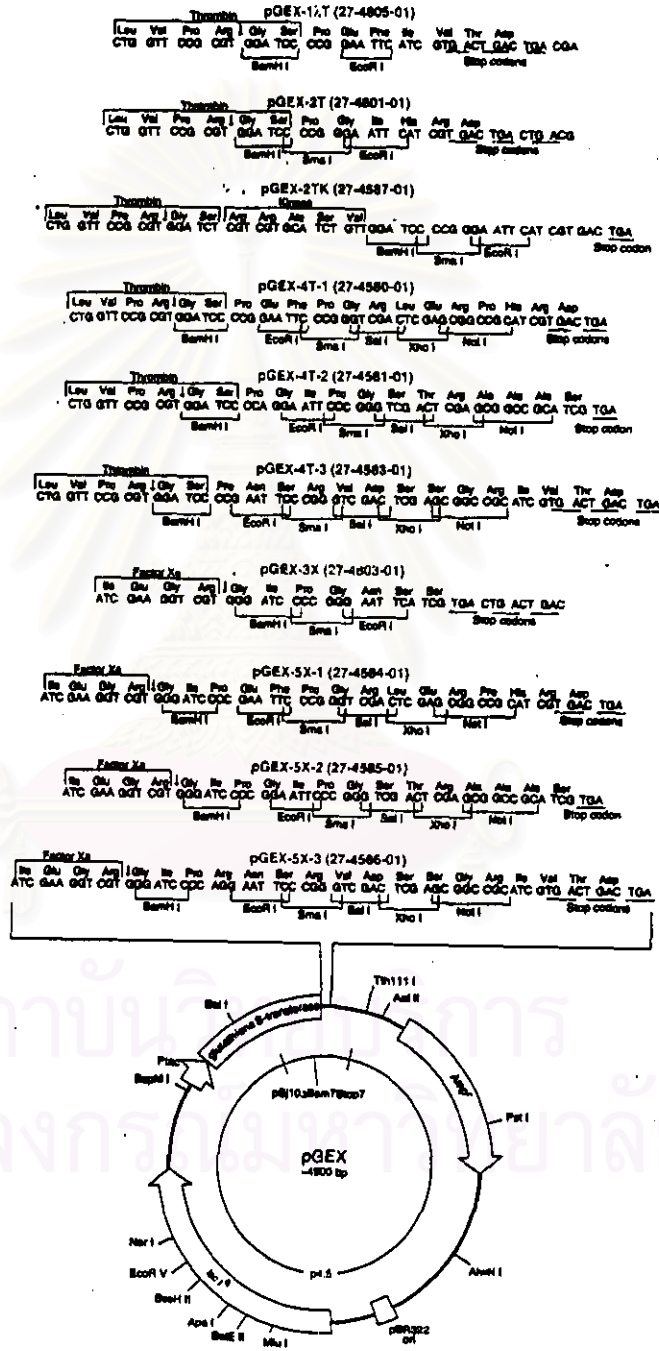 pGEX-1λT (27-4805-01)
Thrombin
Leu Val Pro Arg Gly Ser Pro Glu Phe Ile Val Thr Asp
CTG GTT CCG CGT GGA TCC CCG GAA TTC ATC GTG ACT GAC TGA CGA
BamH I EcoR I Stop codons
pGEX-2T (27-4801-01)
Thrombin
Leu Val Pro Arg Gly Ser Pro Gly Ile His Arg Asp
CTG GTT CCG CGT GGA TCC CCG GGA ATT CAT CGT GAC TGA CTG ACG
BamH I Sma I EcoR I Stop codons
pGEX-2TK (27-4587-01)
Thrombin Kinase
Leu Val Pro Arg Gly Ser Arg Arg Ala Ser Val
CTG GTT CCG CGT GGA TCT CGT CGT GCA TCT GTT GGA TCC CCG GGA ATT CAT CGT GAC TGA
BamH I Sma I EcoR I Stop codon
pGEX-4T-1 (27-4580-01)
Thrombin
Leu Val Pro Arg Gly Ser Pro Glu Phe Pro Gly Arg Leu Glu Arg Pro His Arg Asp
CTG GTT CCG CGT GGA TCC CCG GAA TTC CCG GGT CGA CTC GAG CGG CCG CAT CGT GAC TGA
BamH I EcoR I Sma I Sal I Xho I Not I Stop codons
pGEX-4T-2 (27-4581-01)
Thrombin
Leu Val Pro Arg Gly Ser Pro Gly Ile Pro Gly Ser Thr Arg Ala Ala Ala Ser
CTG GTT CCG CGT GGA TCC CCA GGA ATT CCC GGG TCG ACT CGA GCG GCC GCA TCG TGA
BamH I EcoR I Sma I Sal I Xho I Not I Stop codon
pGEX-4T-3 (27-4583-01)
Thrombin
Leu Val Pro Arg Gly Ser Pro Asn Ser Arg Val Asp Ser Ser Gly Arg Ile Val Thr Asp
CTG GTT CCG CGT GGA TCC CCG AAT TCC CGG GTC GAC TCG AGC GGC CGC ATC GTG ACT GAC TGA
BamH I EcoR I Sma I Sal I Xho I Not I Stop codons
pGEX-3X (27-4803-01)
Factor Xa
Ile Glu Gly Arg Gly Ile Pro Gly Asn Ser Ser
ATC GAA GGT CGT GGG ATC CCC GGG AAT TCA TCG TGA CTG ACT GAC
BamH I Sma I EcoR I Stop codons
pGEX-5X-1 (27-4584-01)
Factor Xa
Ile Glu Gly Arg Gly Ile Pro Glu Phe Pro Gly Arg Leu Glu Arg Pro His Arg Asp
ATC GAA GGT CGT GGG ATC CCC GAA TTC CCG GGT CGA CTC GAG CGG CCG CAT CGT GAC TGA
BamH I EcoR I Sma I Sal I Xho I Not I Stop codons
pGEX-5X-2 (27-4585-01)
Factor Xa
Ile Glu Gly Arg Gly Ile Pro Gly Ile Pro Gly Ser Thr Arg Ala Ala Ala Ser
ATC GAA GGT CGT GGG ATC CCC GGA ATT CCC GGG TCG ACT CGA GCG GCC GCA TCG TGA
BamH I EcoR I Sma I Sal I Xho I Not I Stop codon
pGEX-5X-3 (27-4586-01)
Factor Xa
Ile Glu Gly Arg Gly Ile Pro Arg Asn Ser Arg Val Asp Ser Ser Gly Arg Ile Val Thr Asp
ATC GAA GGT CGT GGG ATC CCC AGG AAT TCC CGG GTC GAC TCG AGC GGC CGC ATC GTG ACT GAC TGA
BamH I EcoR I Sma I Sal I Xho I Not I Stop codons
Tth111 I
Aat II
Bal I
glutathione S-transferase
Ptac
BspM I
Ampr
Pst I
pGEX
~4900 bp
Nar I
EcoR V
BssH II
Apa I
BstE II
Mlu I
lac Iq
p4.5
AlwN I
pBR322
ori